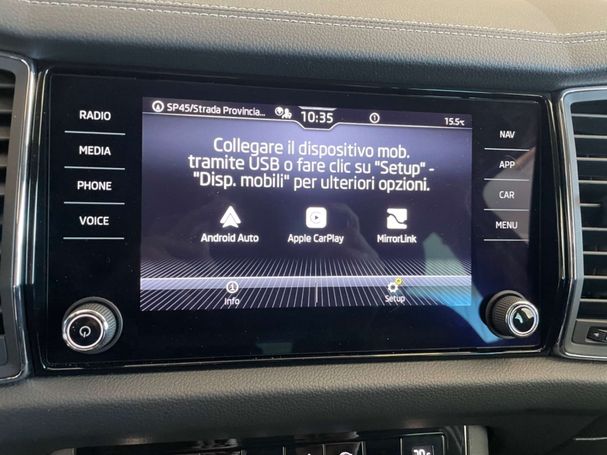 RADIO
MEDIA
PHONE
VOICE
SP45/Strada Provincia...
10:35
15.5°C
Collegare il dispositivo mob.
tramite USB o fare clic su "Setup" -
"Disp. mobili" per ulteriori opzioni.
Android Auto
Apple CarPlay
MirrorLink
Info
Setup
NAV
APP
CAR
MENU